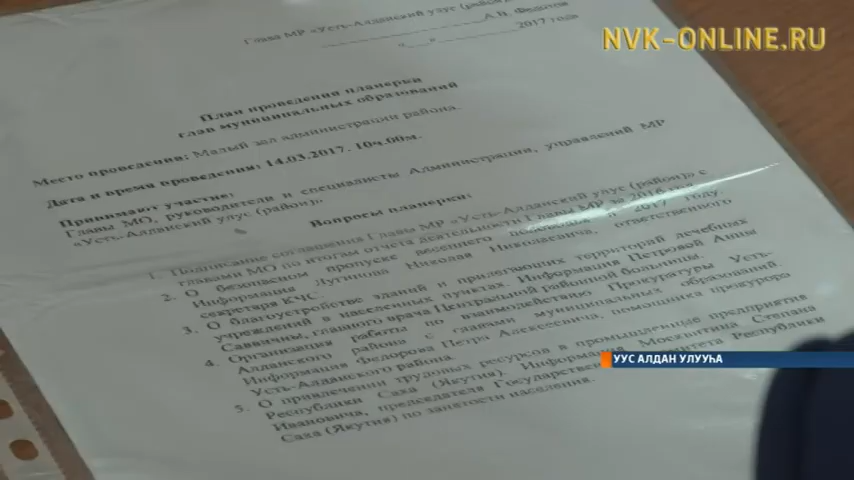 Глава МР «Усть-Алданский улус (район)»
А.В. Федотов
«__»__________2017 года
NVK-ONLINE.RU
План проведения планерки
глав муниципальных образований
Место проведения: Малый зал администрации района.
Дата и время проведения: 14.03.2017. 10ч.00м.
Принимают участие:
Главы МО, руководители и специалисты Администрации, управлений МР
«Усть-Алданский улус (район)».
Вопросы планерки:
1. Подписание соглашения Главы МР «Усть-Алданский улус (район)» с
главами МО по итогам отчета деятельности Главы МР за 2016 год.
2. О безопасном пропуске весеннего половодья в 2017 году.
Информация Лугинова Николая Николаевича, ответственного
секретаря КЧС.
3. О благоустройстве зданий и прилегающих территорий лечебных
учреждений в населенных пунктах. Информация Петровой Анны
Саввичны, главного врача Центральной районной больницы.
4. Организация работы по взаимодействию Прокуратуры Усть-
Алданского района с главами муниципальных образований.
Информация Федорова Петра Алексеевича, помощника прокурора
Усть-Алданского района.
5. О привлечении трудовых ресурсов в промышленные предприятия
Республики Саха (Якутия). Информация Москвитина Степана
Ивановича, председателя Государственного комитета Республики
Саха (Якутия) по занятости населения.
УУС АЛДАН УЛУУҺА